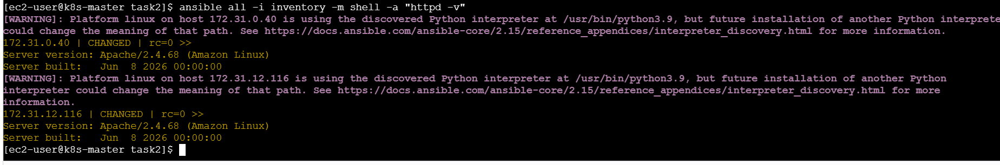 [ec2-user@k8s-master task2]$ ansible all -i inventory -m shell -a "httpd -v"
[WARNING]: Platform linux on host 172.31.0.40 is using the discovered Python interpreter at /usr/bin/python3.9, but future installation of another Python interprete
could change the meaning of that path. See https://docs.ansible.com/ansible-core/2.15/reference_appendices/interpreter_discovery.html for more information.
172.31.0.40 | CHANGED | rc=0 >>
Server version: Apache/2.4.68 (Amazon Linux)
Server built:   Jun  8 2026 00:00:00
[WARNING]: Platform linux on host 172.31.12.116 is using the discovered Python interpreter at /usr/bin/python3.9, but future installation of another Python
interpreter could change the meaning of that path. See https://docs.ansible.com/ansible-core/2.15/reference_appendices/interpreter_discovery.html for more
information.
172.31.12.116 | CHANGED | rc=0 >>
Server version: Apache/2.4.68 (Amazon Linux)
Server built:   Jun  8 2026 00:00:00
[ec2-user@k8s-master task2]$